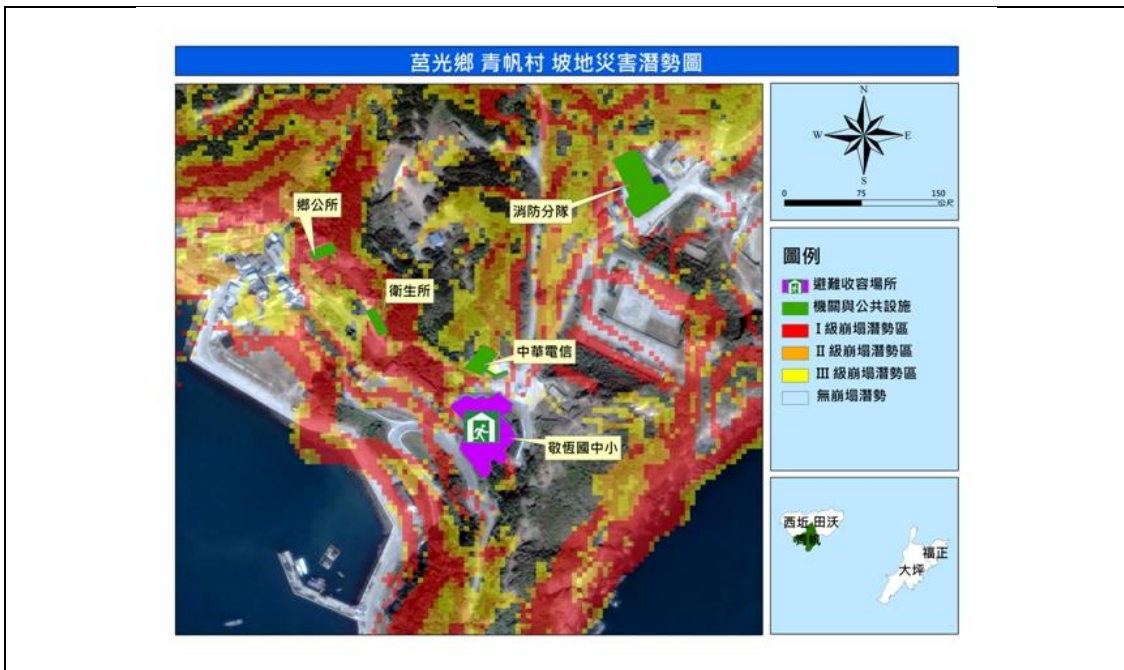 莒光鄉 青帆村 坡地災害潛勢圖
N
W
E
S
0
75
150
公尺
鄉公所
消防分隊
衛生所
中華電信
敬恆國中小
圖例
避難收容場所
機關與公共設施
I 級崩塌潛勢區
II 級崩塌潛勢區
III 級崩塌潛勢區
無崩塌潛勢
西坵 田沃
青帆
福正
大坪